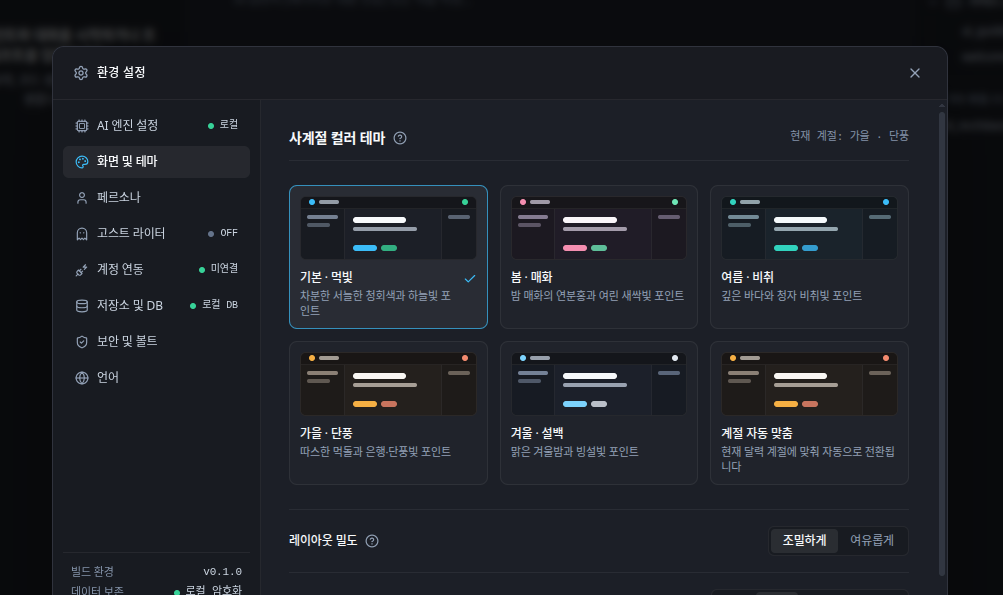 환경 설정
AI 엔진 설정
로컬
화면 및 테마
페르소나
고스트 라이터
OFF
계정 연동
미연결
저장소 및 DB
로컬 DB
보안 및 볼트
언어
빌드 환경
v0.1.0
데이터 보존
로컬 암호화
사계절 컬러 테마
현재 계절: 가을 · 단풍
기본 · 먹빛
차분한 서늘한 청회색과 하늘빛 포
인트
봄 · 매화
밤 매화의 연분홍과 여린 새싹빛 포인트
여름 · 비취
깊은 바다와 청자 비취빛 포인트
가을 · 단풍
따스한 먹돌과 은행·단풍빛 포인트
겨울 · 설백
맑은 겨울밤과 빙설빛 포인트
계절 자동 맞춤
현재 달력 계절에 맞춰 자동으로 전환됩
니다
레이아웃 밀도
조밀하게
여유롭게